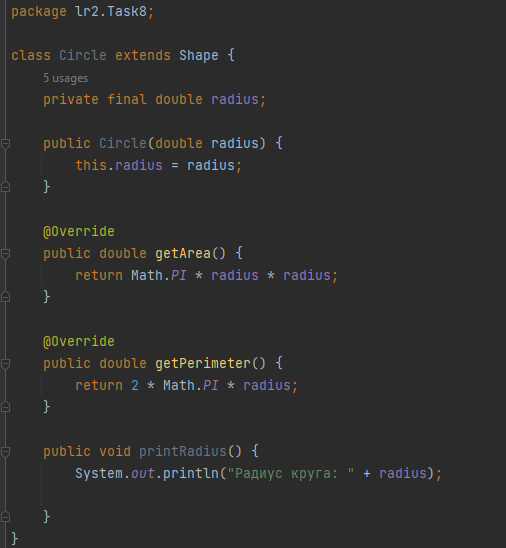 package lr2.Task8;
class Circle extends Shape {
5 usages
private final double radius;
public Circle(double radius) {
this.radius = radius;
}
@Override
public double getArea() {
return Math.PI * radius * radius;
}
@Override
public double getPerimeter() {
return 2 * Math.PI * radius;
}
public void printRadius() {
System.out.println("Радиус круга: " + radius);
}
}